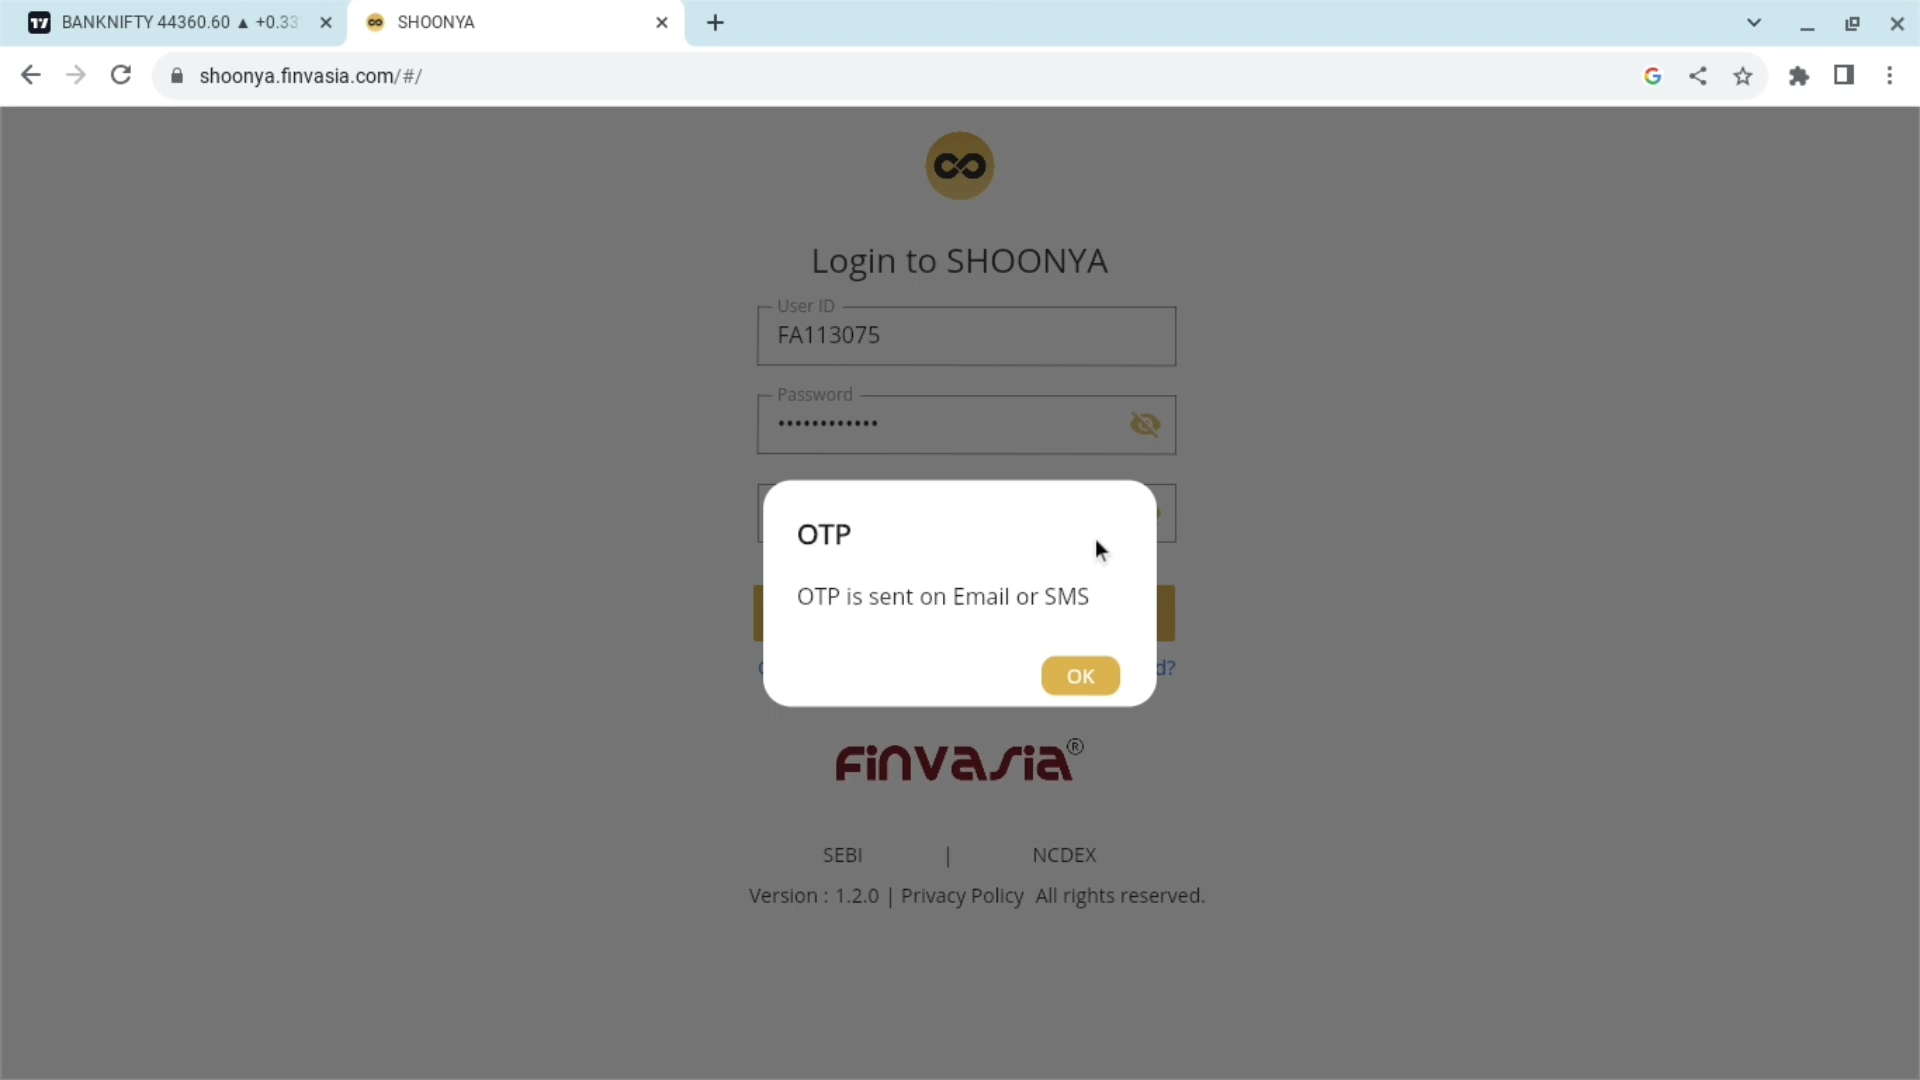 BANKNIFTY 44360.60 ▲ +0.33
SHOONYA
shoonya.finvasia.com/#/
Login to SHOONYA
User ID
FA113075
Password
••••••••••••
OTP
OTP is sent on Email or SMS
OK
d?
finvasia®
SEBI | NCDEX
Version : 1.2.0 | Privacy Policy All rights reserved.